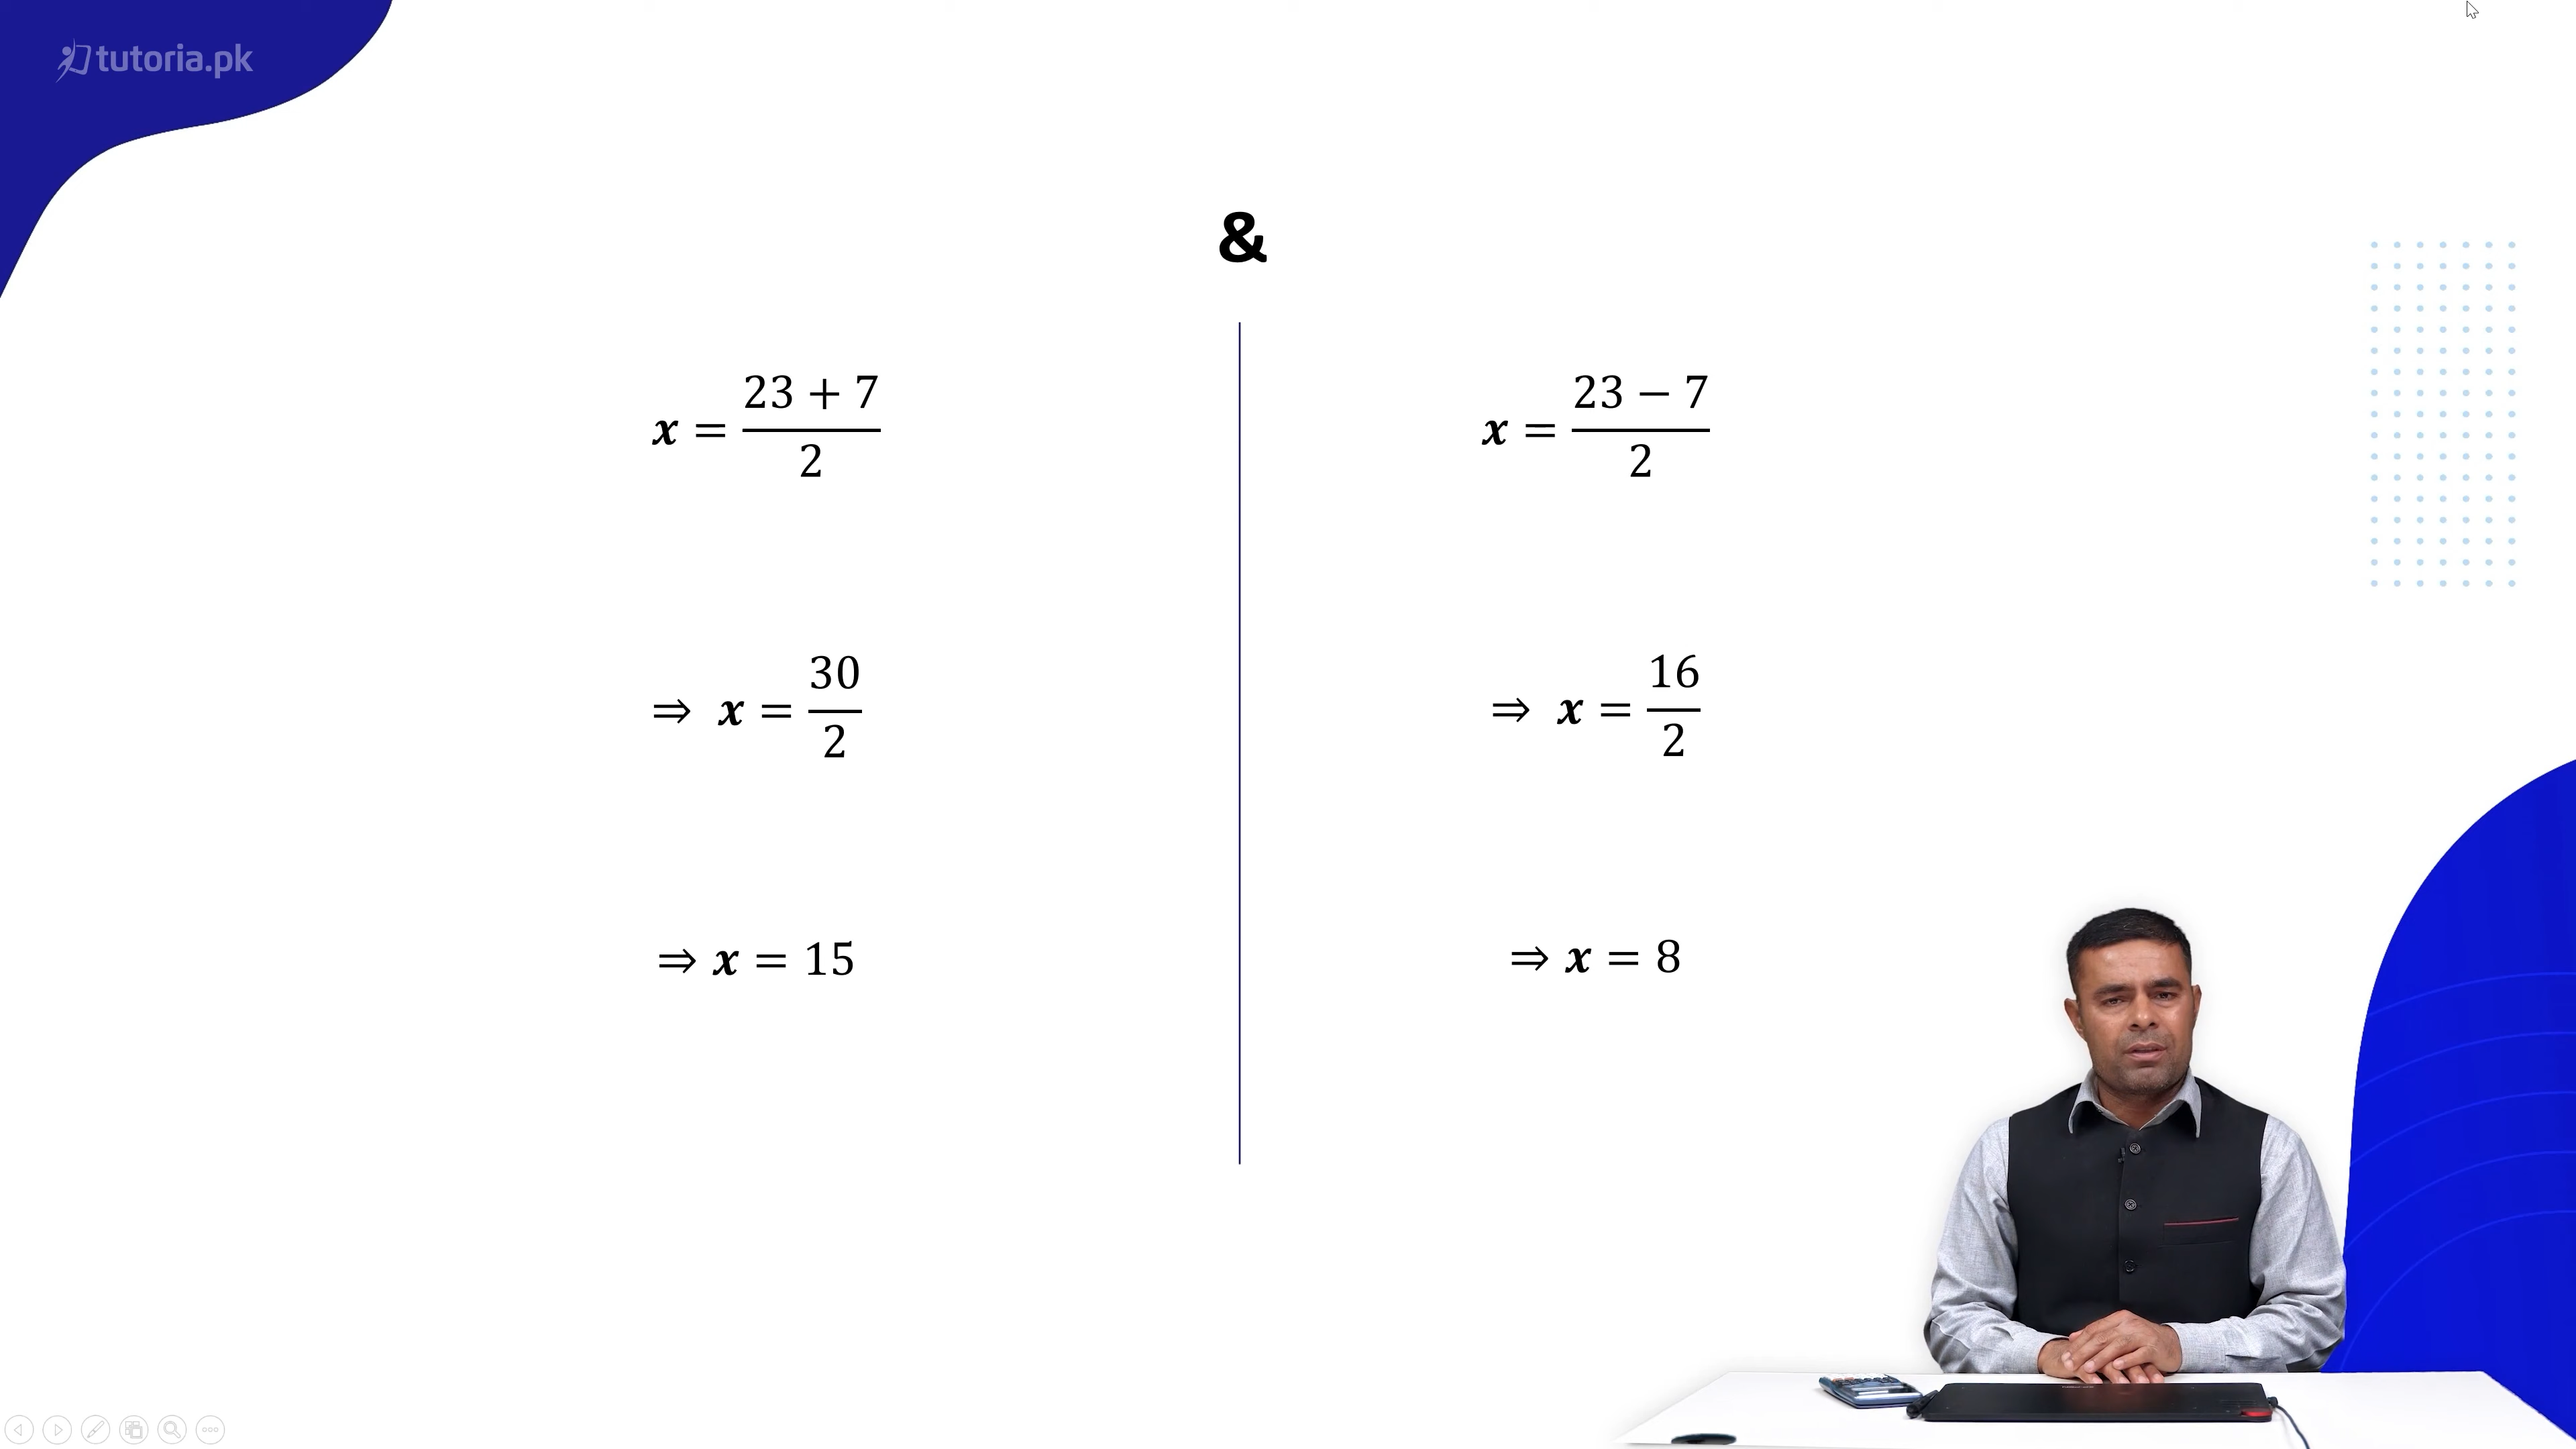 tutoria.pk
&
x = (23 + 7)/2
⇒ x = 30/2
⇒ x = 15
x = (23 − 7)/2
⇒ x = 16/2
⇒ x = 8